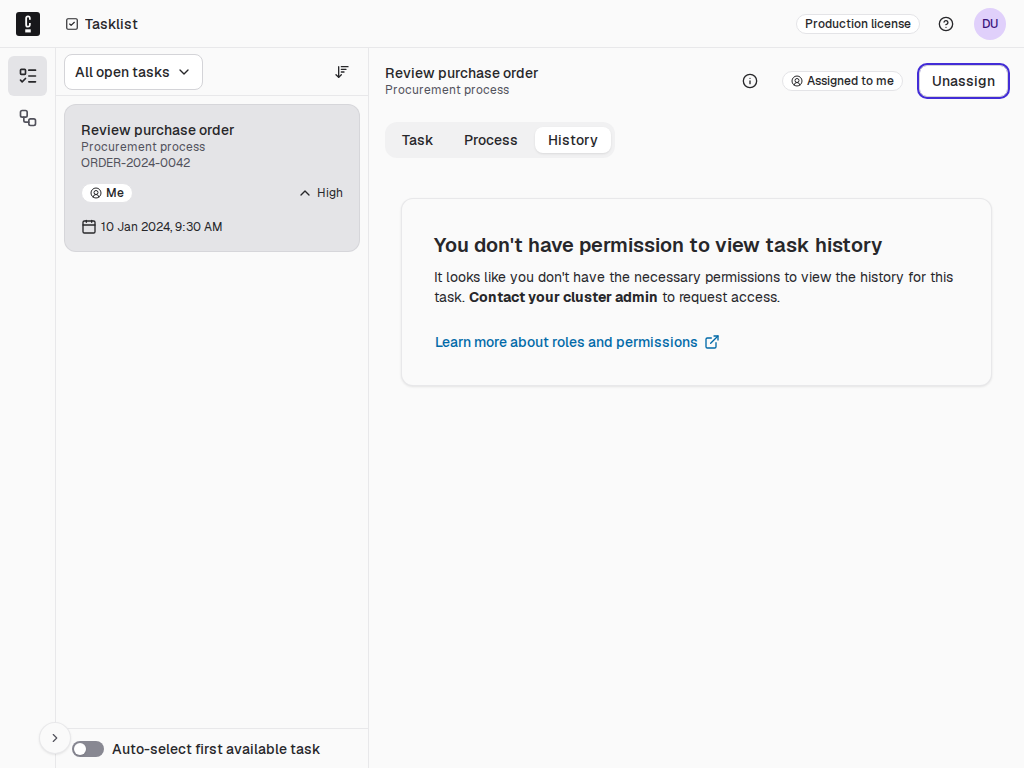 Tasklist
Production license
DU
All open tasks
Review purchase order
Procurement process
ORDER-2024-0042
Me
High
10 Jan 2024, 9:30 AM
Auto-select first available task
Review purchase order
Procurement process
Assigned to me
Unassign
Task
Process
History
You don't have permission to view task history
It looks like you don't have the necessary permissions to view the history for this
task. Contact your cluster admin to request access.
Learn more about roles and permissions